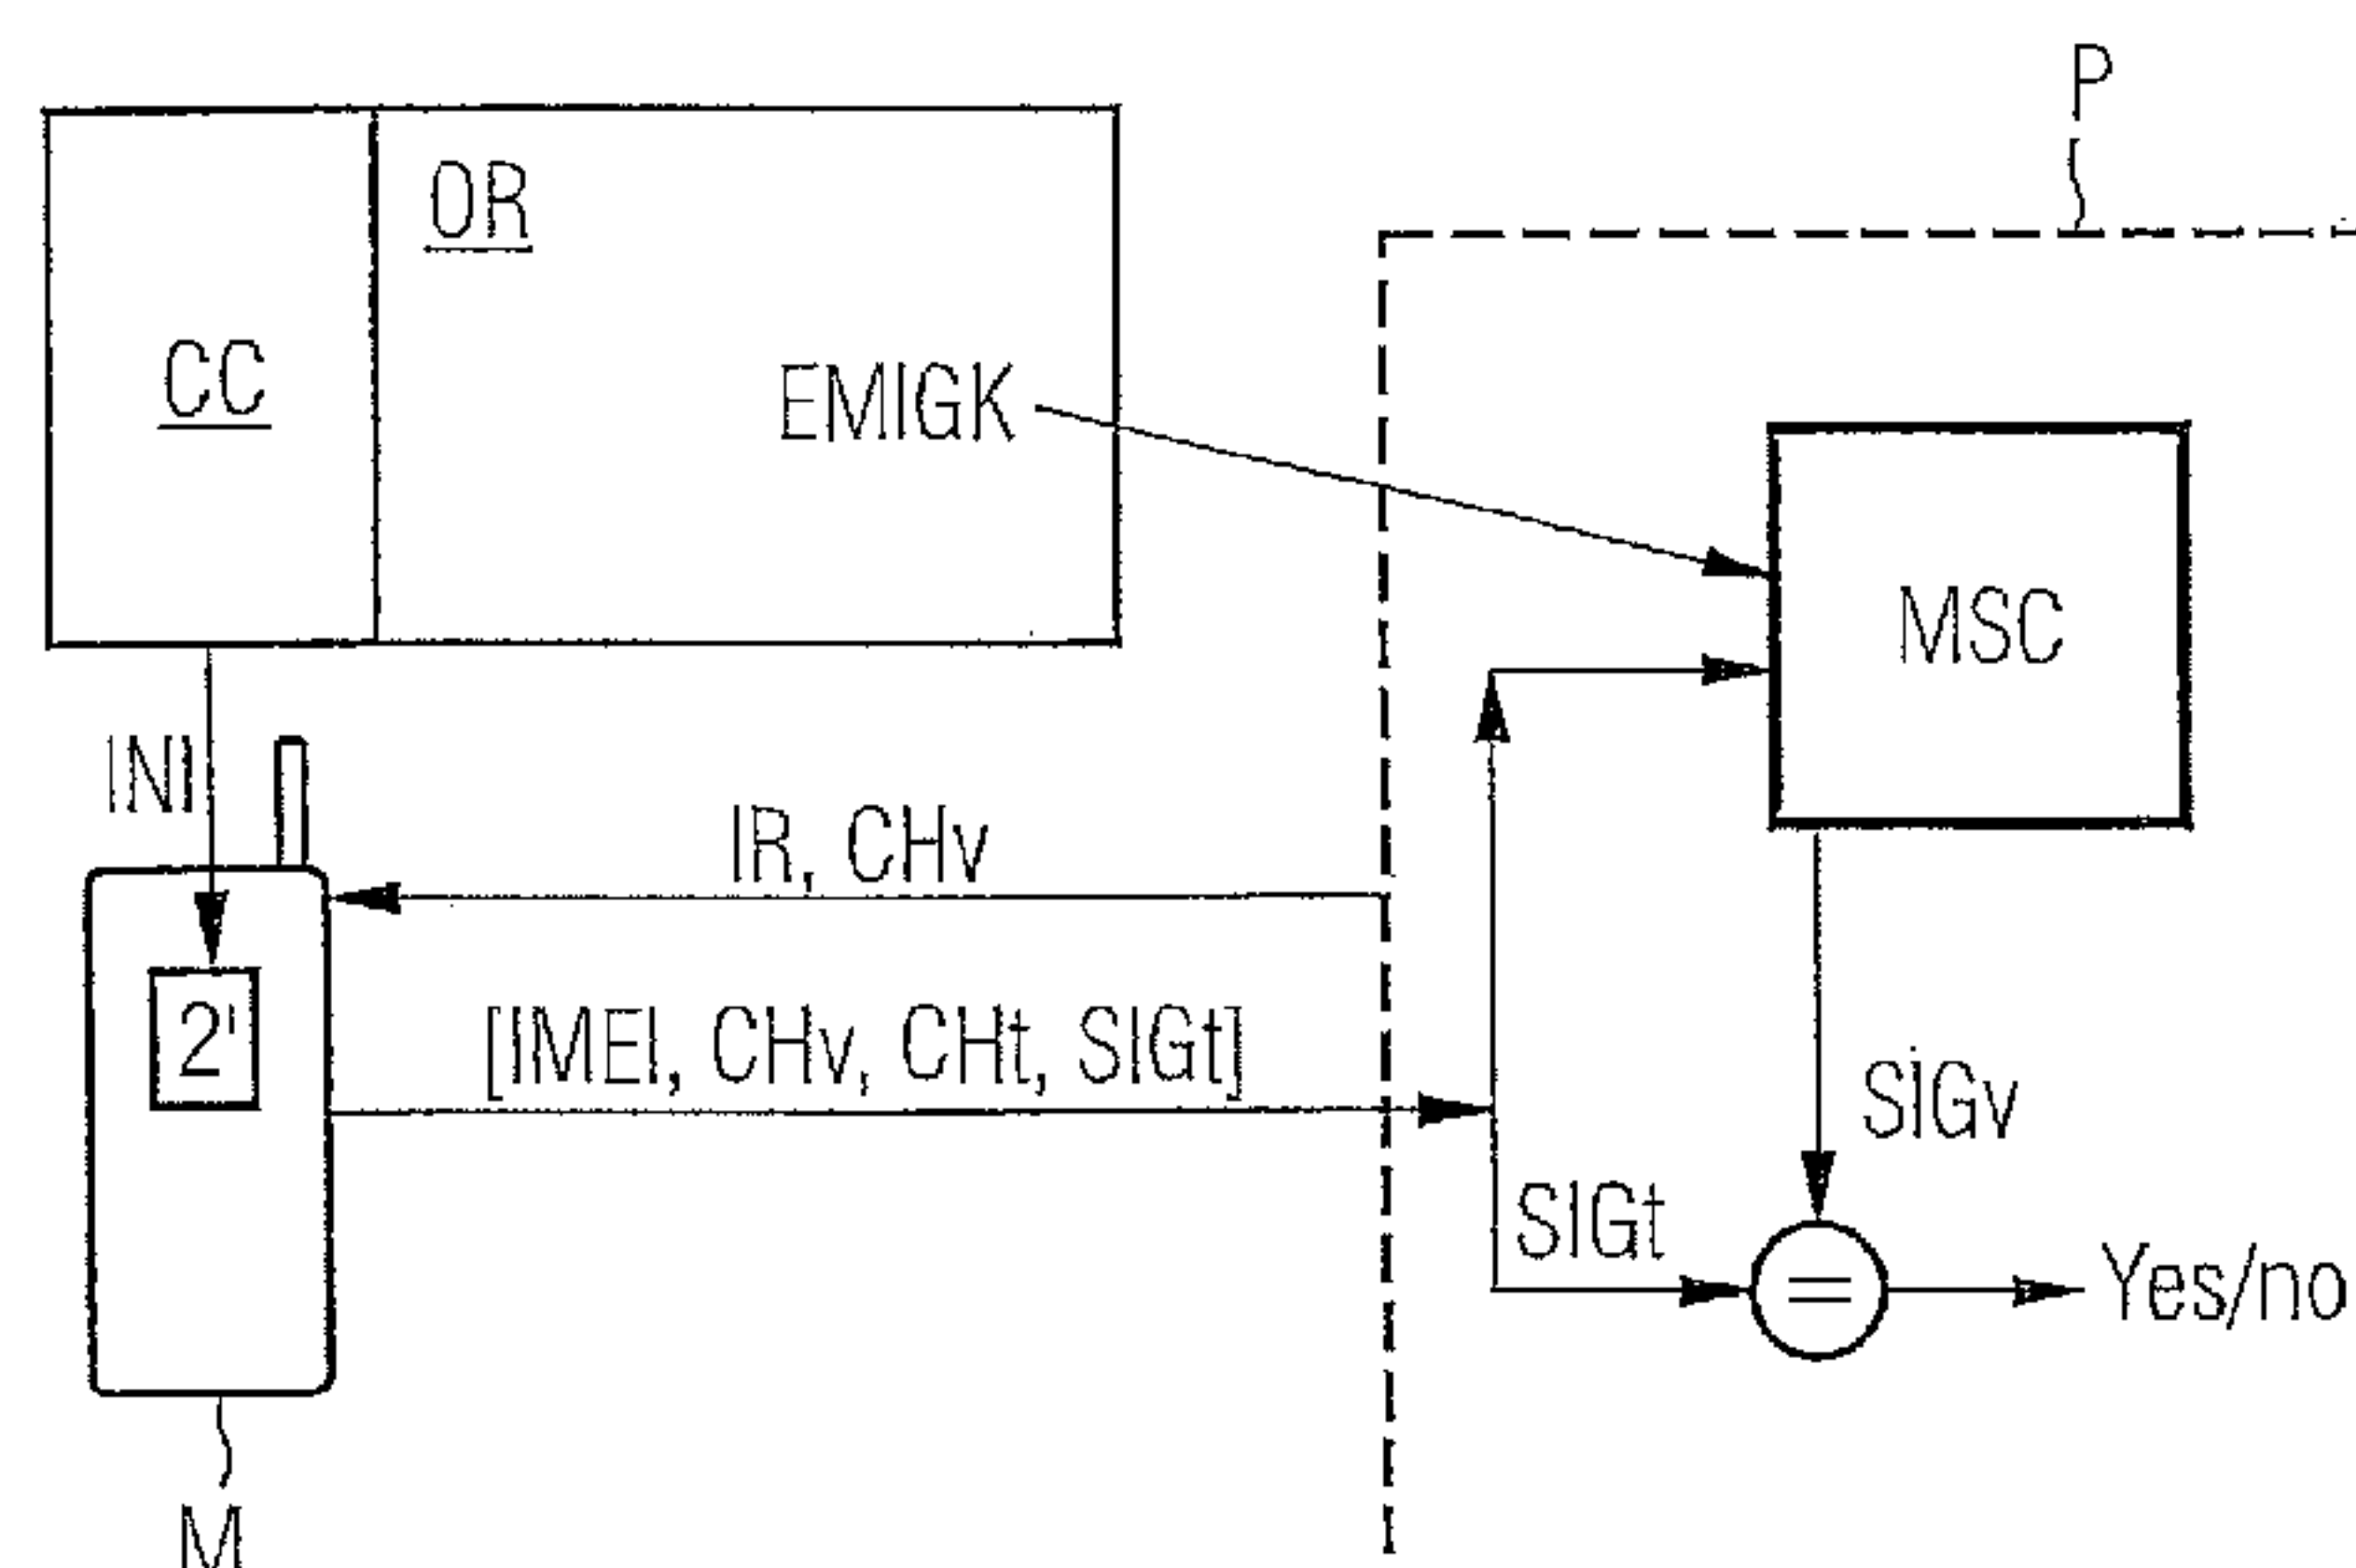 P
OR
CC
EMIGK
MSC
INI
IR, CHv
2'
[IMEI, CHv, CHt, SIGt]
SIGv
SIGt
=
Yes/no
M